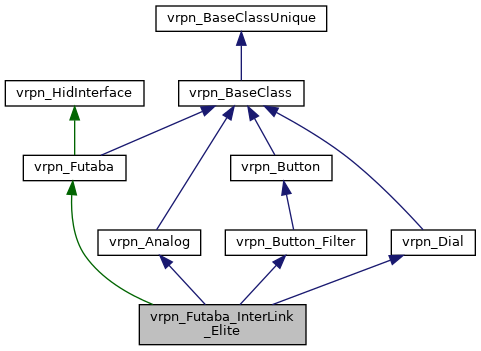 vrpn_BaseClassUnique
vrpn_HidInterface
vrpn_BaseClass
vrpn_Futaba
vrpn_Button
vrpn_Analog
vrpn_Button_Filter
vrpn_Dial
vrpn_Futaba_InterLink
_Elite